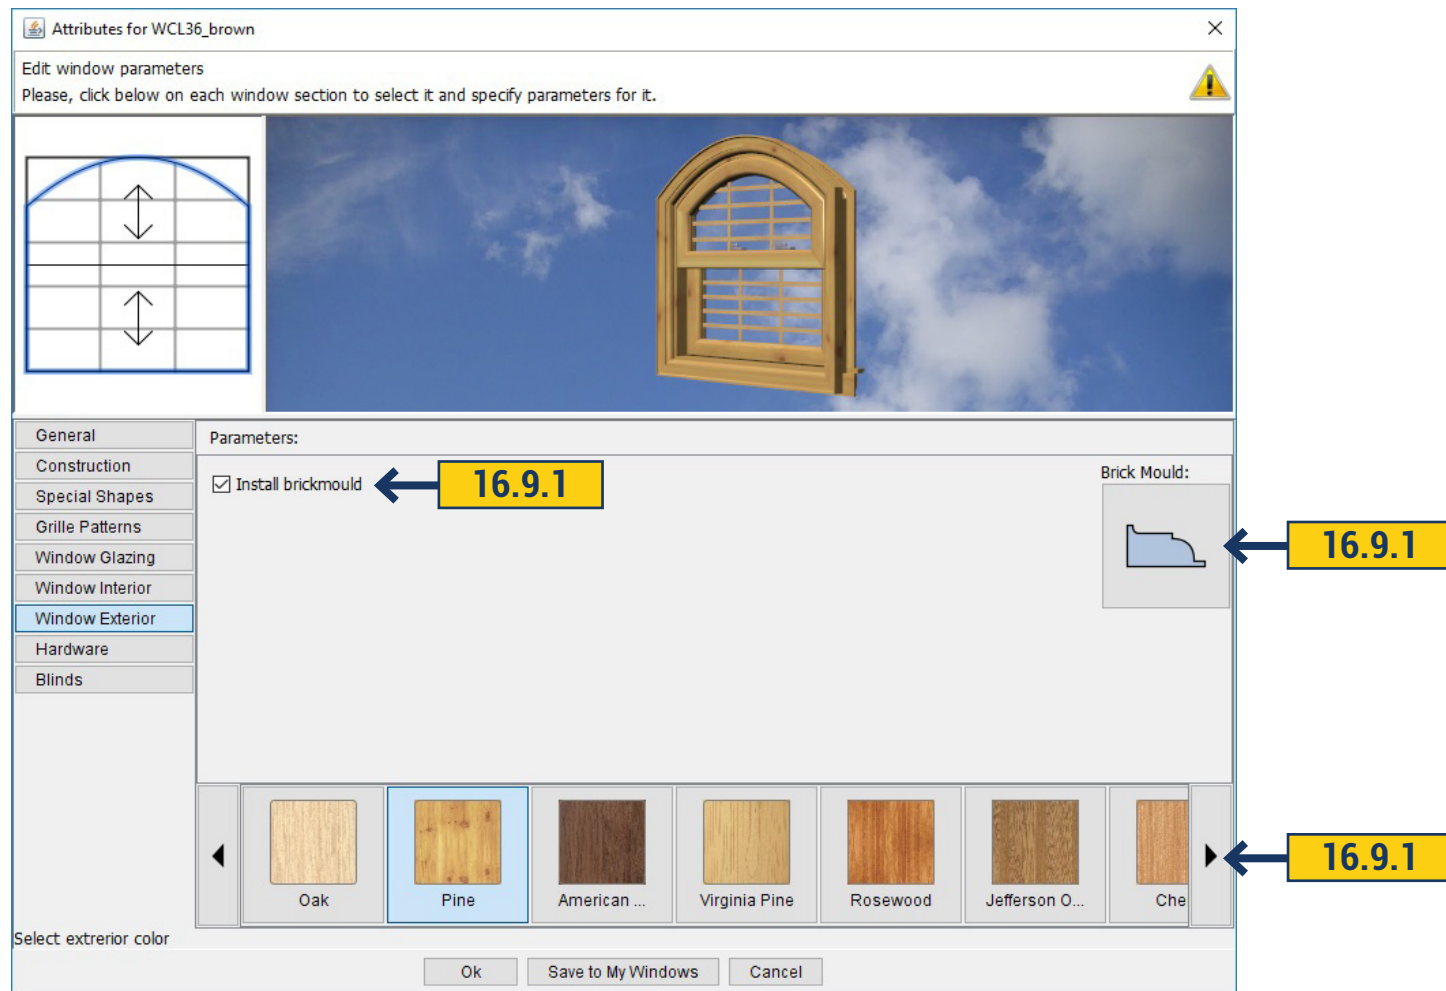 Attributes for WCL36_brown
Edit window parameters
Please, click below on each window section to select it and specify parameters for it.
General
Construction
Special Shapes
Grille Patterns
Window Glazing
Window Interior
Window Exterior
Hardware
Blinds
Parameters:
Install brickmould
16.9.1
Brick Mould:
16.9.1
Oak
Pine
American ...
Virginia Pine
Rosewood
Jefferson O...
Che
16.9.1
Select extrerior color
Ok
Save to My Windows
Cancel